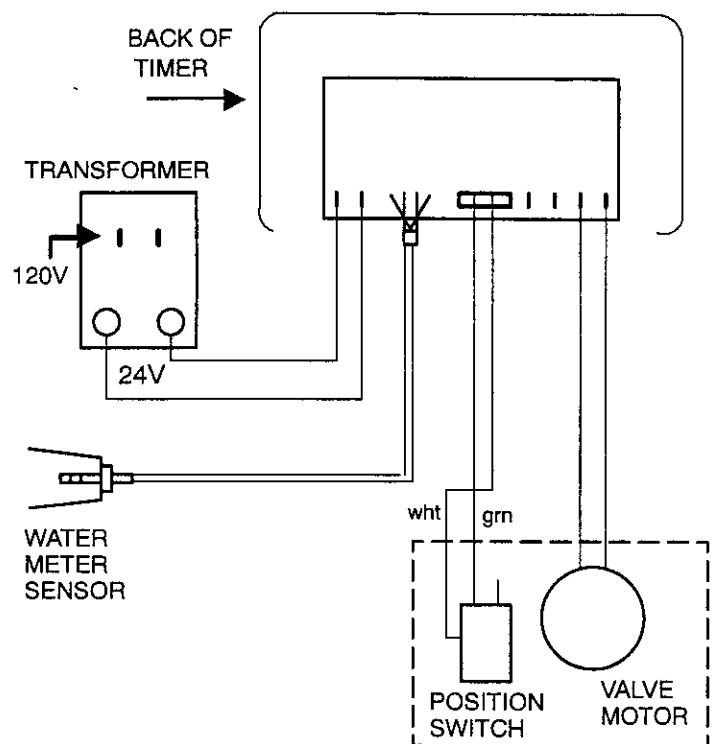 BACK OF
TIMER
TRANSFORMER
120V
24V
WATER
METER
SENSOR
wht
grn
POSITION
SWITCH
VALVE
MOTOR